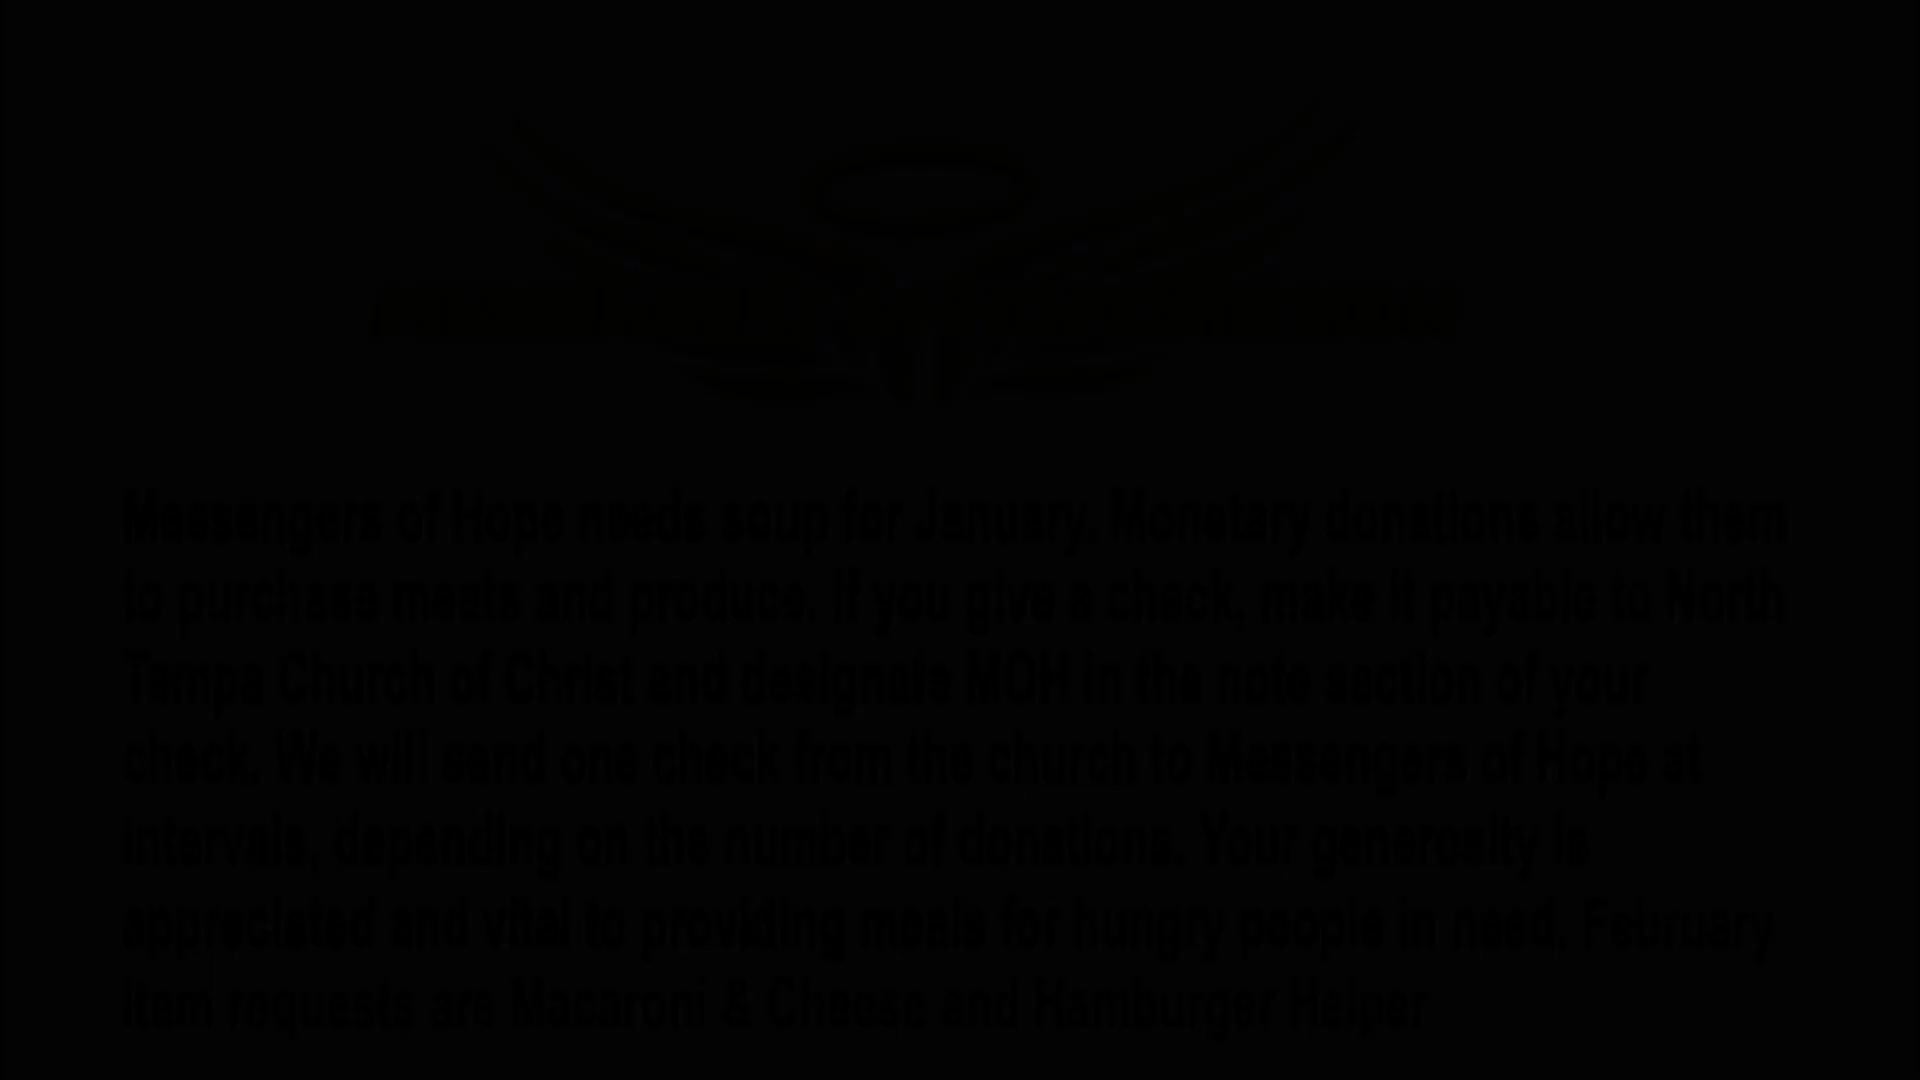 Messengers of Hope needs soup for January. Monetary donations allow them
to purchase meats and produce. If you give a check, make it payable to North
Tampa Church of Christ and designate MOH in the note section of your
check. We will send one check from the church to Messengers of Hope at
intervals, depending on the number of donations. Your generosity is
appreciated and vital to providing meals for hungry people in need. February
item requests are Macaroni & Cheese and Hamburger Helper